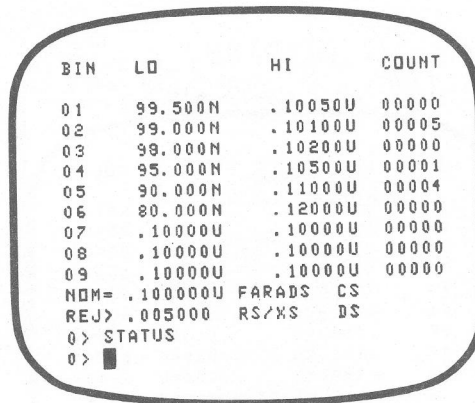 BIN LO HI COUNT
01 99.500N .10050U 00000
02 99.000N .10100U 00005
03 98.000N .10200U 00000
04 95.000N .10500U 00001
05 90.000N .11000U 00004
06 80.000N .12000U 00000
07 .10000U .10000U 00000
08 .10000U .10000U 00000
09 .10000U .10000U 00000
NOM= .100000U FARADS CS
REJ> .005000 RS/XS DS
0> STATUS
0>